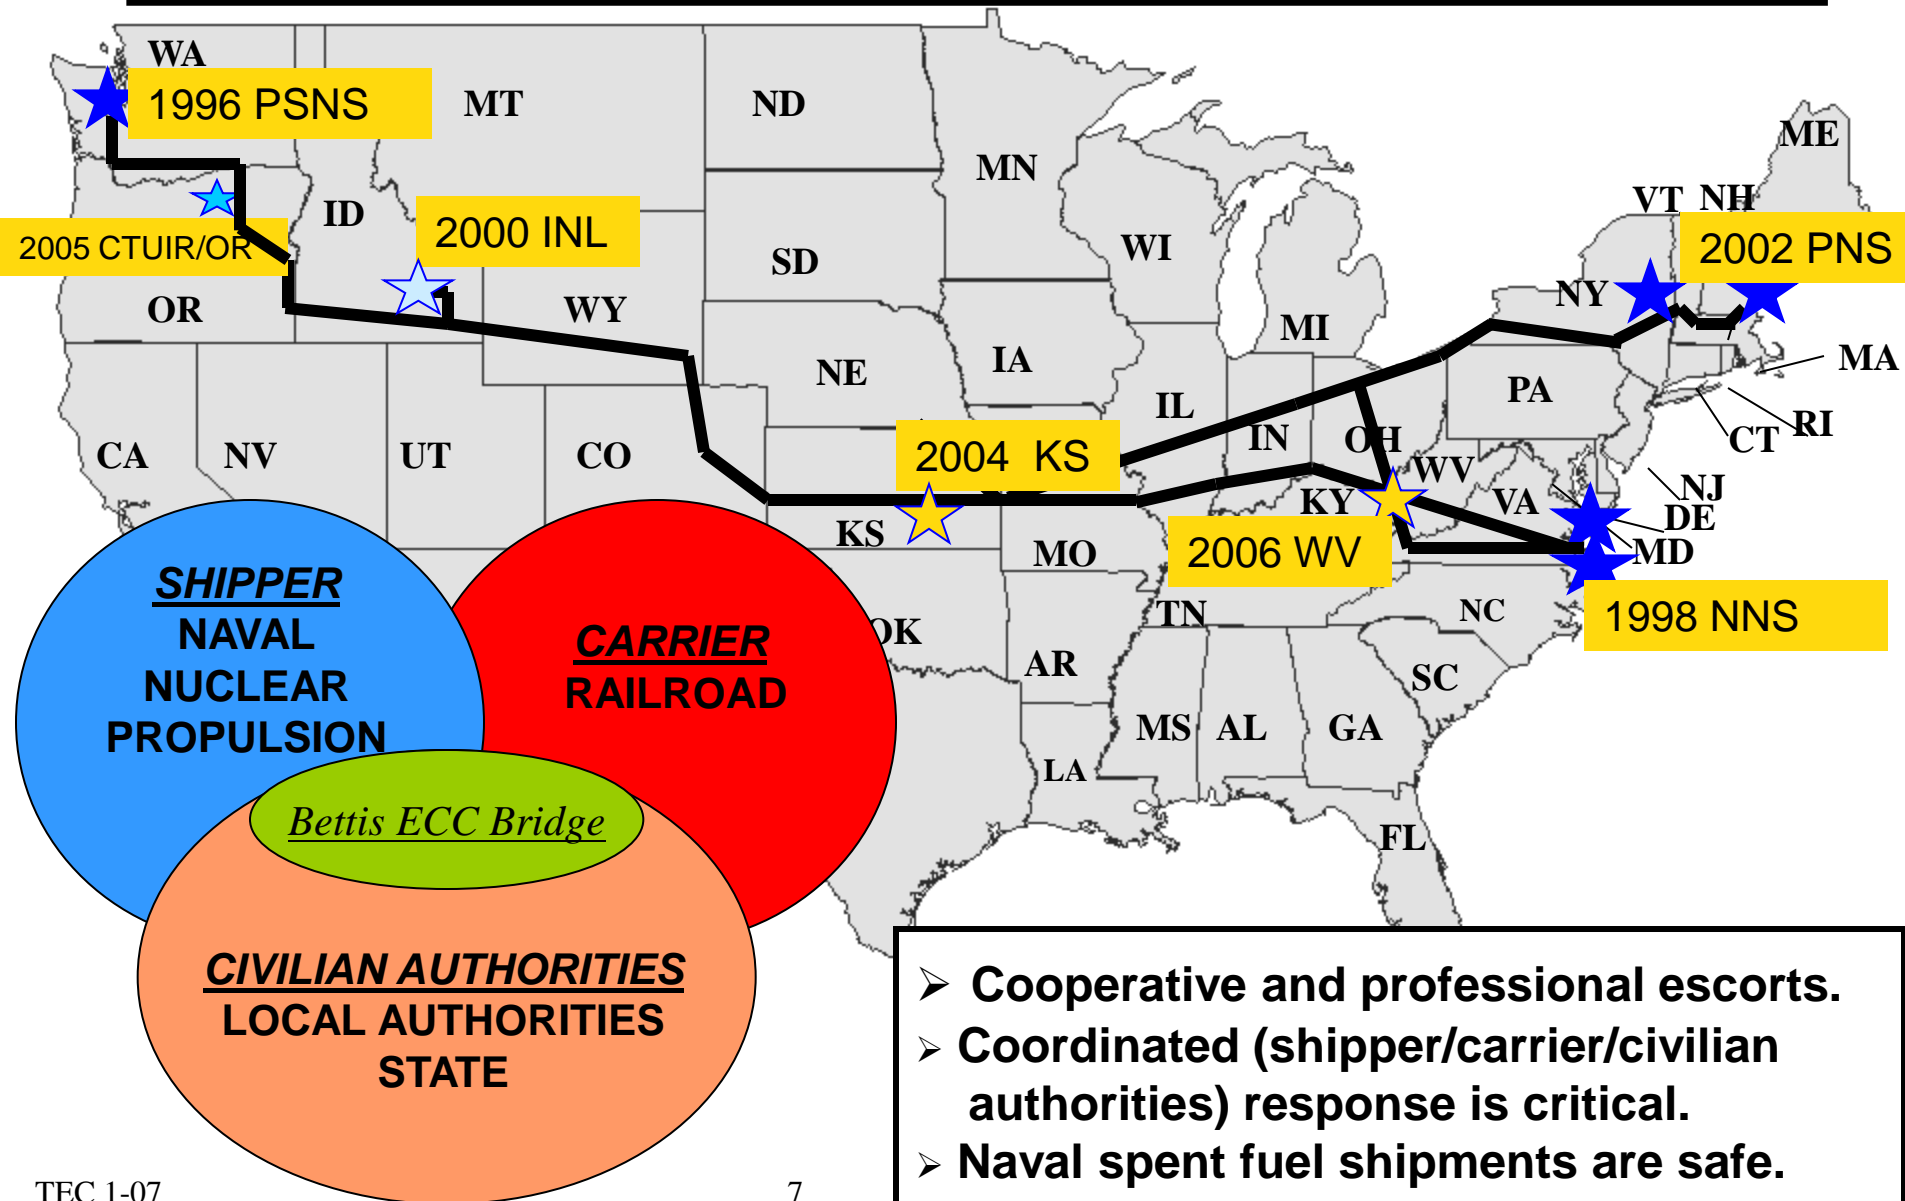 WA
1996 PSNS
MT
ND
MN
ME
VT NH
ID
2000 INL
2002 PNS
2005 CTUIR/OR
SD
WI
NY
OR
WY
MI
IA
NE
MA
PA
IL
RI
CT
CA
NV
UT
CO
2004 KS
IN
OH
WV
NJ
KY
VA
DE
KS
MO
2006 WV
MD
TN
NC
1998 NNS
OK
AR
SC
MS
AL
GA
LA
FL
SHIPPER
NAVAL
NUCLEAR
PROPULSION
CARRIER
RAILROAD
Bettis ECC Bridge
CIVILIAN AUTHORITIES
LOCAL AUTHORITIES
STATE
➢ Cooperative and professional escorts.
➢ Coordinated (shipper/carrier/civilian
authorities) response is critical.
➢ Naval spent fuel shipments are safe.
TEC 1-07
7